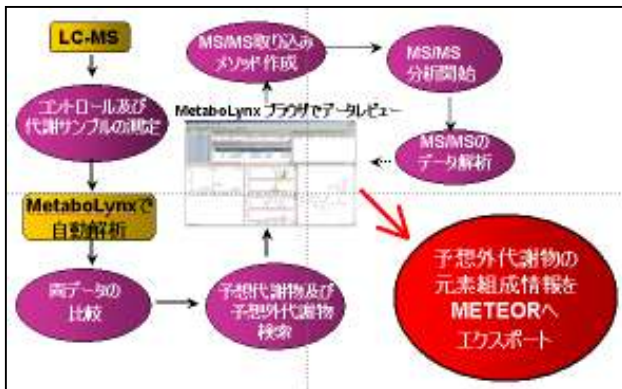 LC-MS
コントロール及び
代謝サンプルの測定
MetaboLynxで
自動解析
両データの
比較
予想代謝物及び
予想外代謝物
検索
MetaboLynx ブラウザでデータレビュー
MS/MS取り込み
メソッド作成
MS/MS
分析開始
MS/MSの
データ解析
予想外代謝物の
元素組成情報を
METEORへ
エクスポート